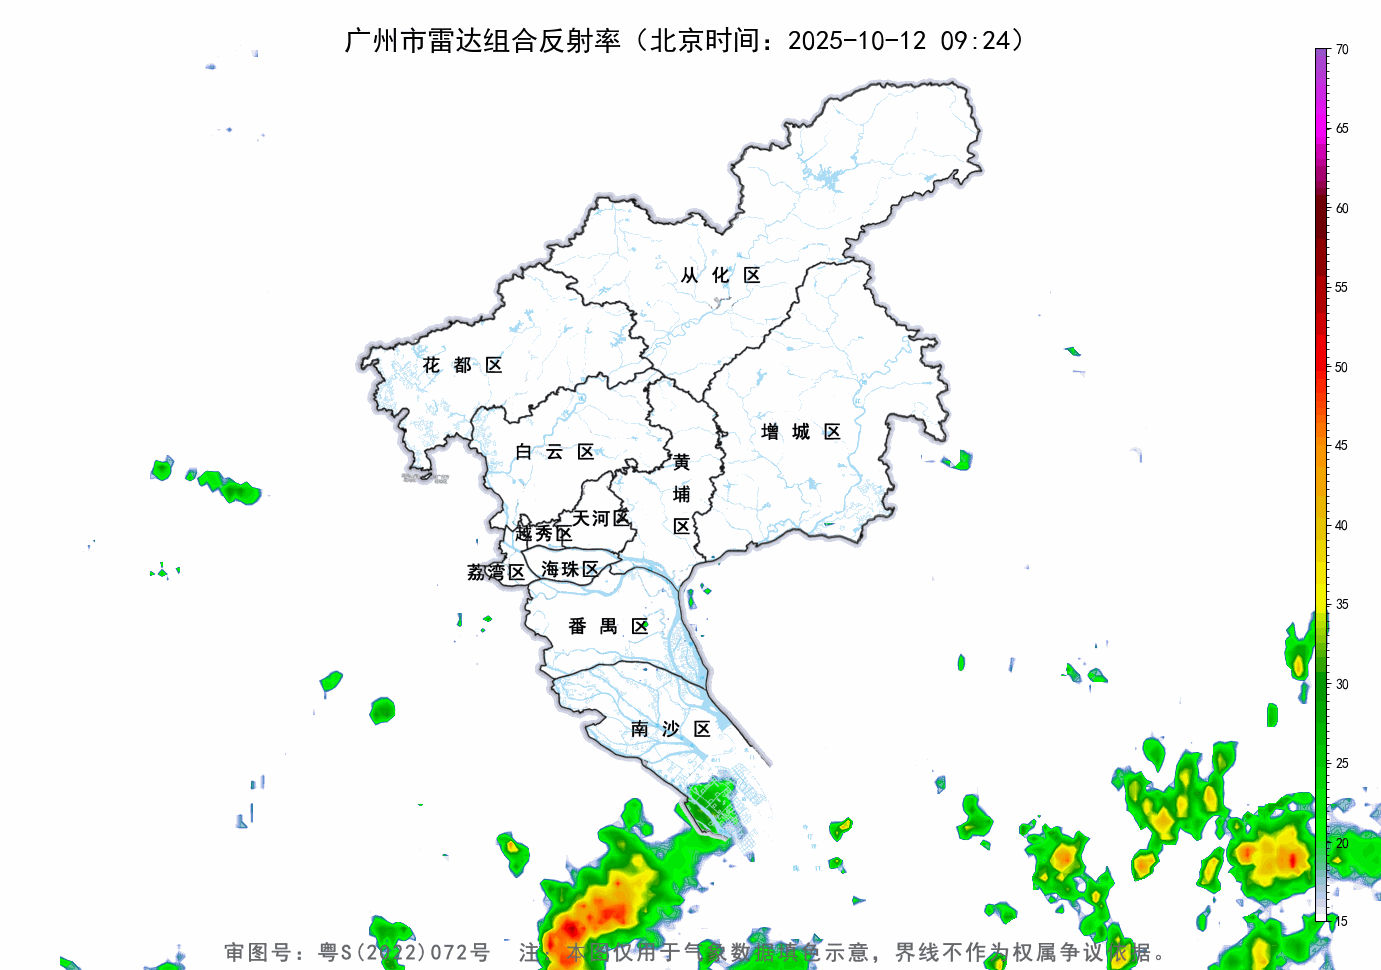 广州市雷达组合反射率（北京时间：2025-10-12 09:24）
70
65
60
55
50
45
40
35
30
25
20
15
从化区
花都区
增城区
白云区
黄埔区
天河区
越秀区
荔湾区
海珠区
番禺区
南沙区
审图号：粤S(2022)072号 注：本图仅用于气象数据填色示意，界线不作为权属争议依据。